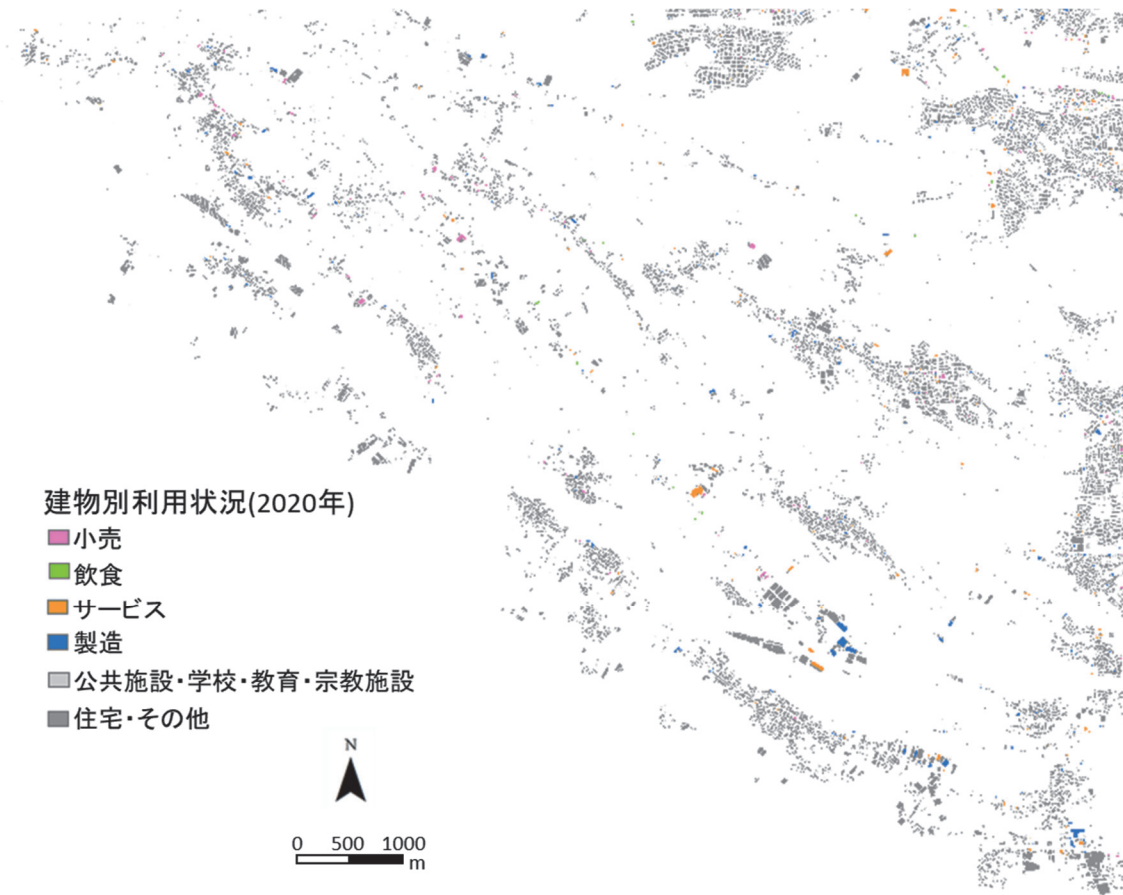 建物別利用状況(2020年)
小売
飲食
サービス
製造
公共施設・学校・教育・宗教施設
住宅・その他
N
0 500 1000
m